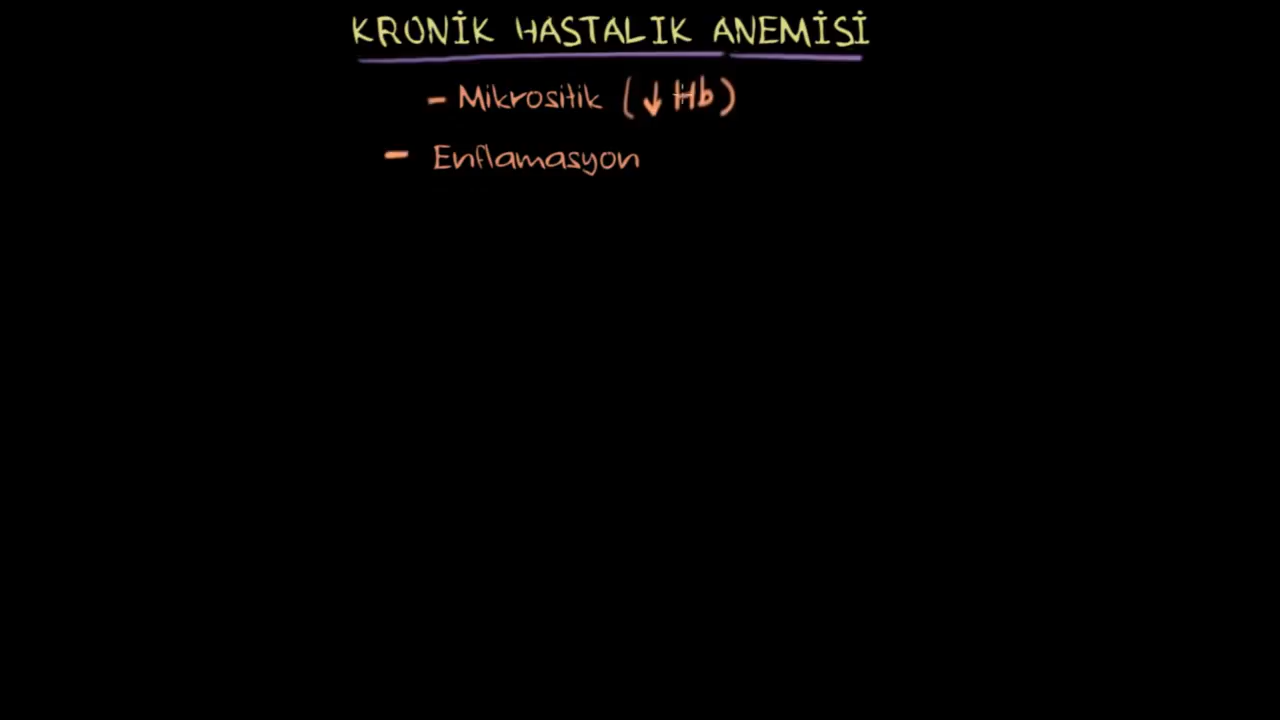 KRONİK HASTALIK ANEMİSİ
- Mikrositik (↓ Hb)
- Enflamasyon